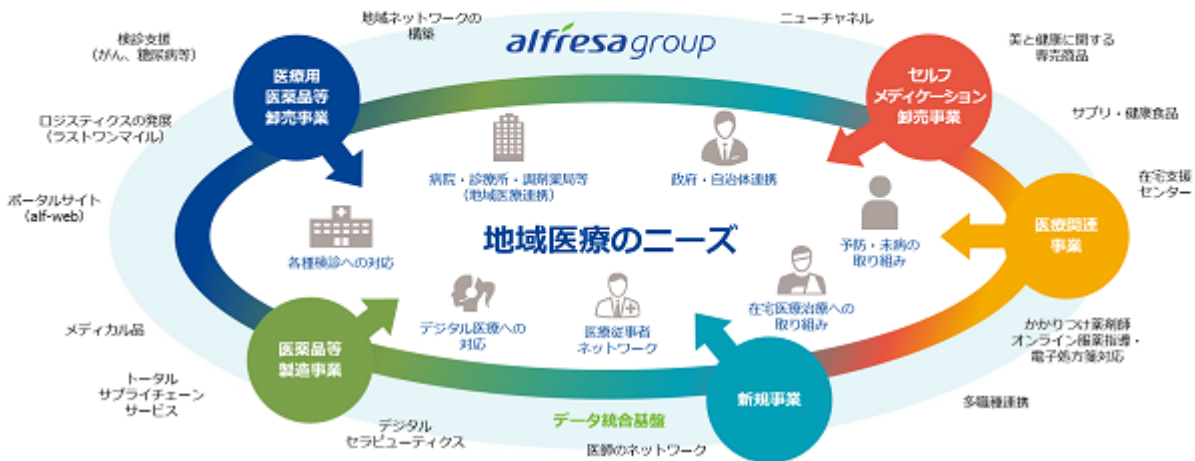 地域ネットワークの
構築
ニューチャネル
alfresa group
検診支援
(がん、糖尿病等)
美と健康に関する
専売商品
医療用
医薬品等
卸売事業
セルフ
メディケーション
卸売事業
ロジスティクスの発展
(ラストワンマイル)
サプリ・健康食品
病院・診療所・調剤薬局等
(地域医療連携)
政府・自治体連携
ポータルサイト
(alf-web)
在宅支援
センター
地域医療のニーズ
医療関連
事業
各種検診への対応
予防・未病の
取り組み
デジタル医療への
対応
医療従事者
ネットワーク
在宅医療治療への
取り組み
メディカル品
医薬品等
製造事業
かかりつけ薬剤師
オンライン服薬指導・
電子処方箋対応
トータル
サプライチェーン
サービス
新規事業
多職種連携
デジタル
セラピューティクス
データ統合基盤
医師のネットワーク